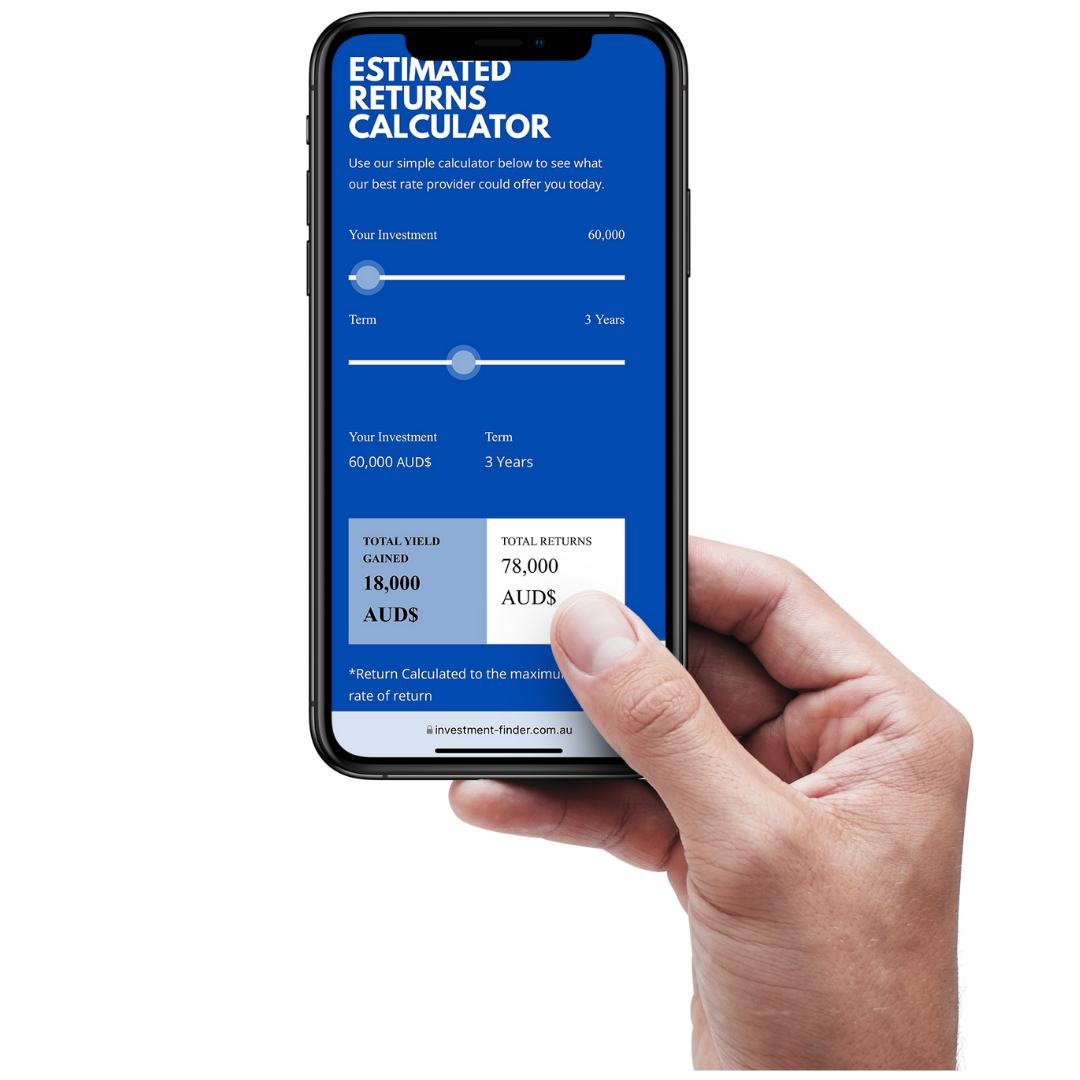 ESTIMATED
RETURNS
CALCULATOR
Use our simple calculator below to see what
our best rate provider could offer you today.
Your Investment 60,000
Term 3 Years
Your Investment Term
60,000 AUD$ 3 Years
TOTAL YIELD
GAINED
18,000
AUD$
TOTAL RETURNS
78,000
AUD$
*Return Calculated to the
rate of return
investment-finder.com.au